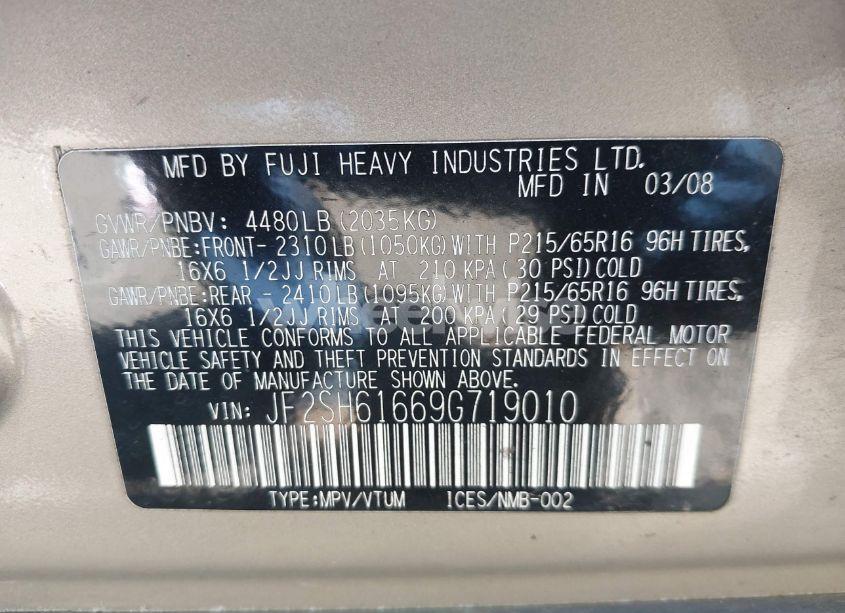 MFD BY FUJI HEAVY INDUSTRIES LTD.
MFD IN 03/08
GVWR/PNBV: 4480LB(2035KG)
GAWR/PNBE:FRONT- 2310LB(1050KG)WITH P215/65R16 96H TIRES,
16X6 1/2JJ RIMS AT 210 KPA( 30 PSI)COLD
GAWR/PNBE:REAR - 2410LB(1095KG)WITH P215/65R16 96H TIRES,
16X6 1/2JJ RIMS AT 200 KPA(29 PSI)COLD
THIS VEHICLE CONFORMS TO ALL APPLICABLE FEDERAL MOTOR
VEHICLE SAFETY AND THEFT PREVENTION STANDARDS IN EFFECT ON
THE DATE OF MANUFACTURE SHOWN ABOVE.
VIN: JF2SH61669G719010
TYPE:MPV/VTUM ICES/NMB-002